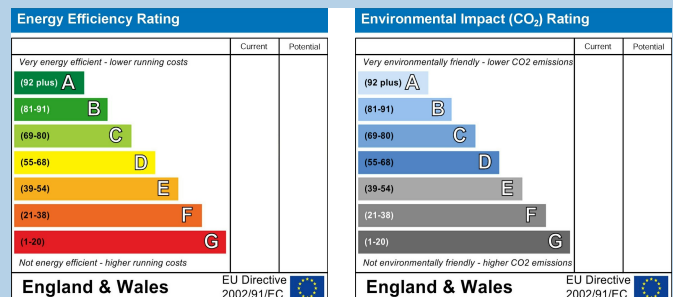 Energy Efficiency Rating
Current Potential
Very energy efficient - lower running costs
(92 plus) A
(81-91) B
(69-80) C
(55-68) D
(39-54) E
(21-38) F
(1-20) G
Not energy efficient - higher running costs
England & Wales
EU Directive
2002/91/EC
Environmental Impact (CO₂) Rating
Current Potential
Very environmentally friendly - lower CO2 emissions
(92 plus) A
(81-91) B
(69-80) C
(55-68) D
(39-54) E
(21-38) F
(1-20) G
Not environmentally friendly - higher CO2 emissions
England & Wales
EU Directive
2002/91/EC